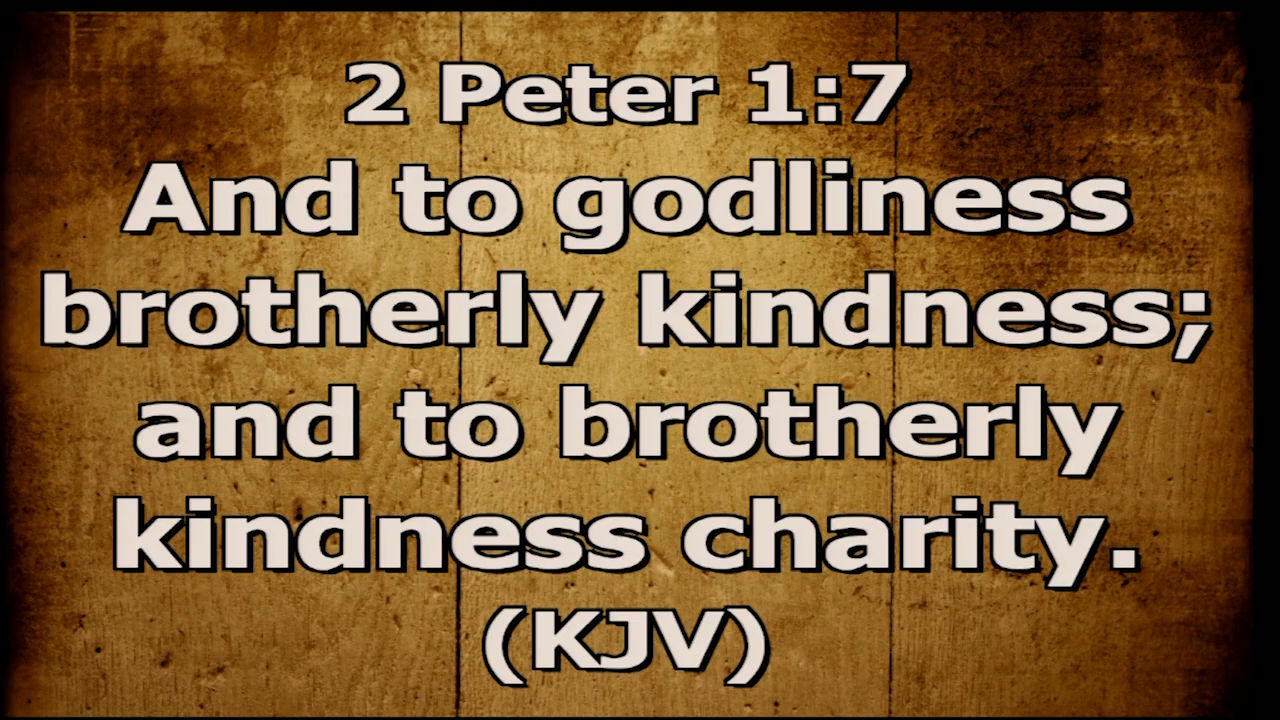 2 Peter 1:7
And to godliness
brotherly kindness;
and to brotherly
kindness charity.
(KJV)